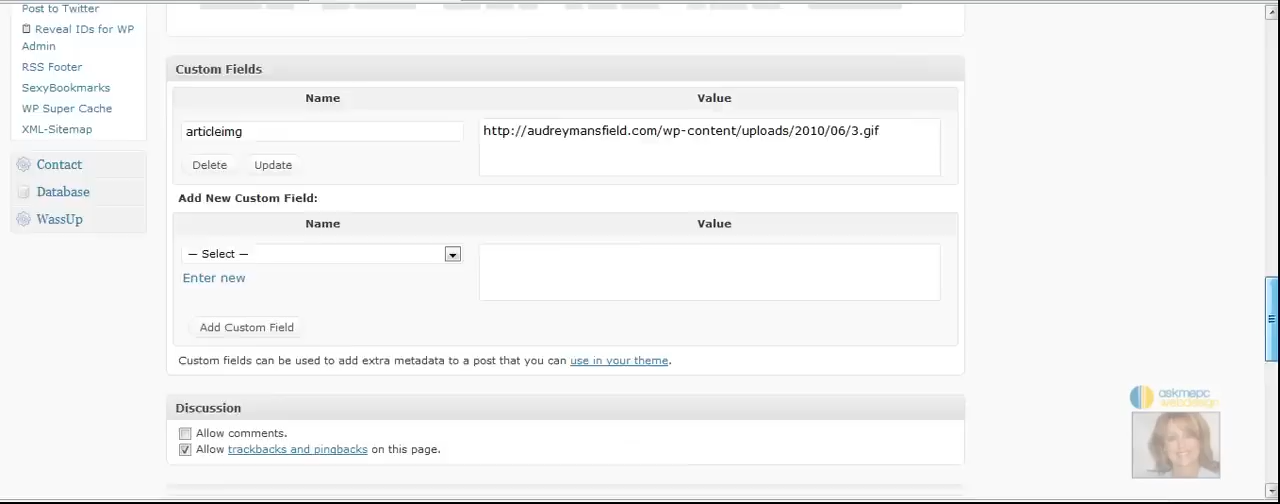 Post to Twitter
Reveal IDs for WP
Admin
RSS Footer
SexyBookmarks
WP Super Cache
XML-Sitemap
Contact
Database
WassUp
Custom Fields
Name Value
articleimg http://audreymansfield.com/wp-content/uploads/2010/06/3.gif
Delete Update
Add New Custom Field:
Name Value
— Select —
Enter new
Add Custom Field
Custom fields can be used to add extra metadata to a post that you can use in your theme.
Discussion
Allow comments.
Allow trackbacks and pingbacks on this page.
askmepc
webdesign